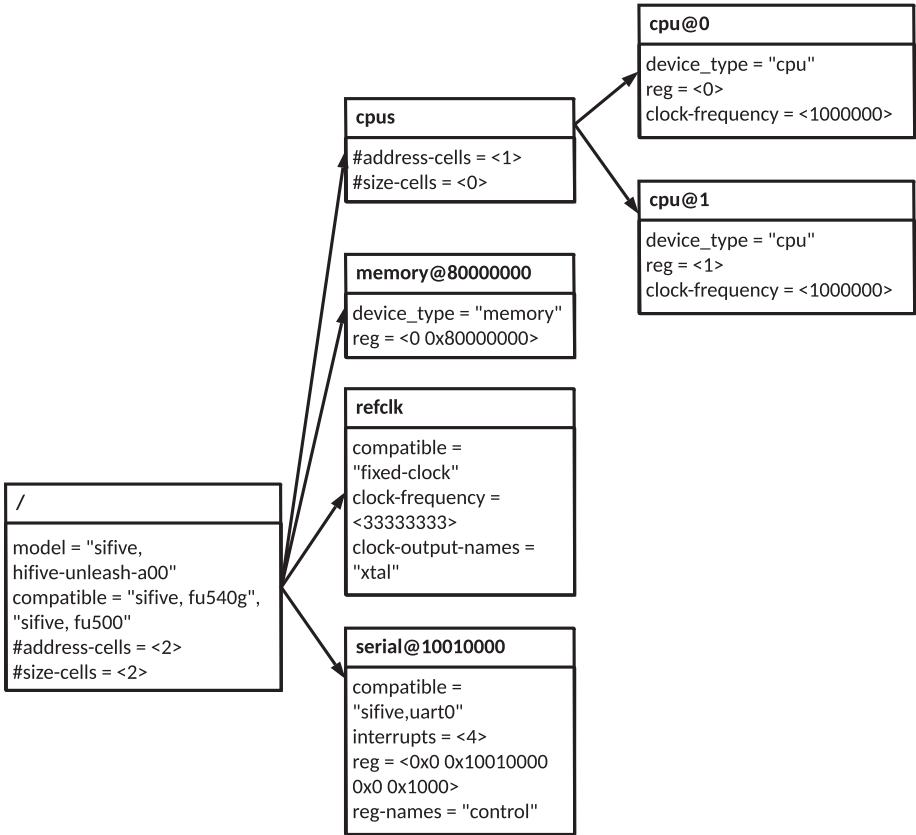 /
model = "sifive,
hifive-unleash-a00"
compatible = "sifive, fu540g",
"sifive, fu500"
#address-cells = <2>
#size-cells = <2>
cpus
#address-cells = <1>
#size-cells = <0>
cpu@0
device_type = "cpu"
reg = <0>
clock-frequency = <1000000>
cpu@1
device_type = "cpu"
reg = <1>
clock-frequency = <1000000>
memory@80000000
device_type = "memory"
reg = <0 0x80000000>
refclk
compatible =
"fixed-clock"
clock-frequency =
<33333333>
clock-output-names =
"xtal"
serial@10010000
compatible =
"sifive,uart0"
interrupts = <4>
reg = <0x0 0x10010000
0x0 0x1000>
reg-names = "control"